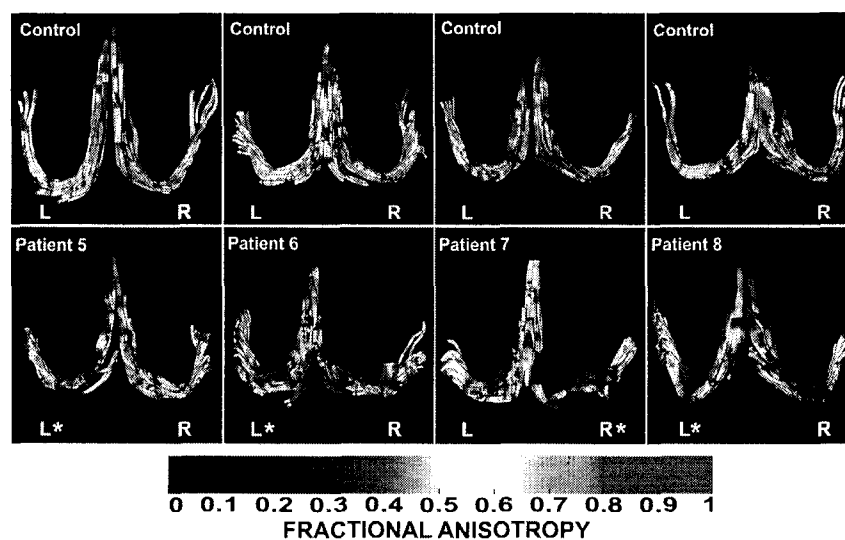 Control Control Control Control
L R L R L R L R
Patient 5 Patient 6 Patient 7 Patient 8
L* R L* R L R* L* R
0 0.1 0.2 0.3 0.4 0.5 0.6 0.7 0.8 0.9 1
FRACTIONAL ANISOTROPY